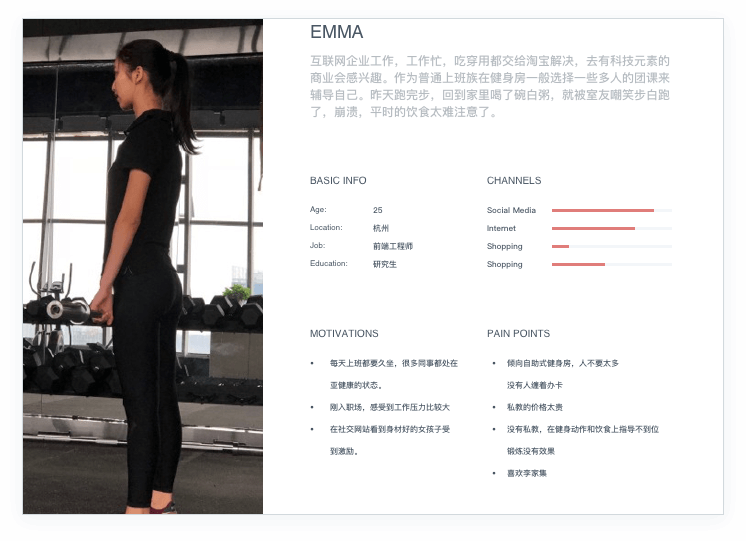 EMMA
互联网企业工作，工作忙，吃穿用都交给淘宝解决，去有科技元素的
商业会感兴趣。作为普通上班族在健身房一般选择一些多人的团课来
辅导自己。昨天跑完步，回到家里喝了碗白粥，就被室友嘲笑步白跑
了，崩溃，平时的饮食太难注意了。
BASIC INFO
Age: 25
Location: 杭州
Job: 前端工程师
Education: 研究生
CHANNELS
Social Media
Internet
Shopping
Shopping
MOTIVATIONS
• 每天上班都要久坐，很多同事都处在
亚健康的状态。
• 刚入职场，感受到工作压力比较大
• 在社交网站看到身材好的女孩子受
到激励。
PAIN POINTS
• 倾向自助式健身房，人不要太多
没有人缠着办卡
• 私教的价格太贵
• 没有私教，在健身动作和饮食上指导不到位
锻炼没有效果
• 喜欢李家集